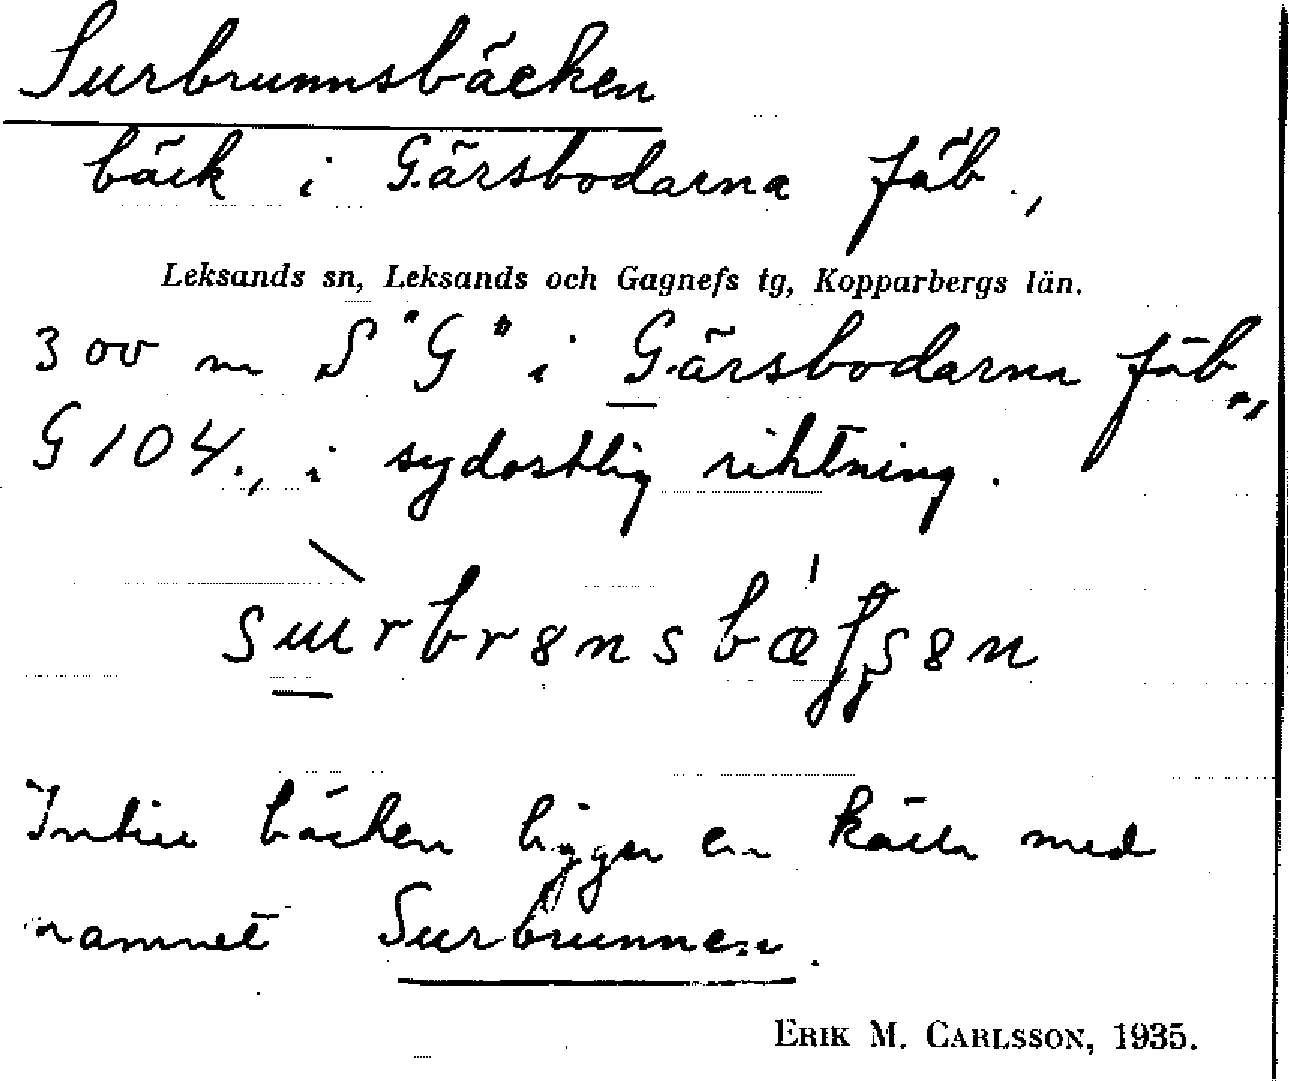 Surbrunnsbäcken
bäck i Gärsbodarna fäb.,
Leksands sn, Leksands och Gagnefs tg, Kopparbergs län.
300 m S "G" i Gärsbodarna fäb.,
G 104., i sydostlig riktning.
Intill bäcken ligger en källa med
namnet Surbrunnen.
ERIK M. CARLSSON, 1935.